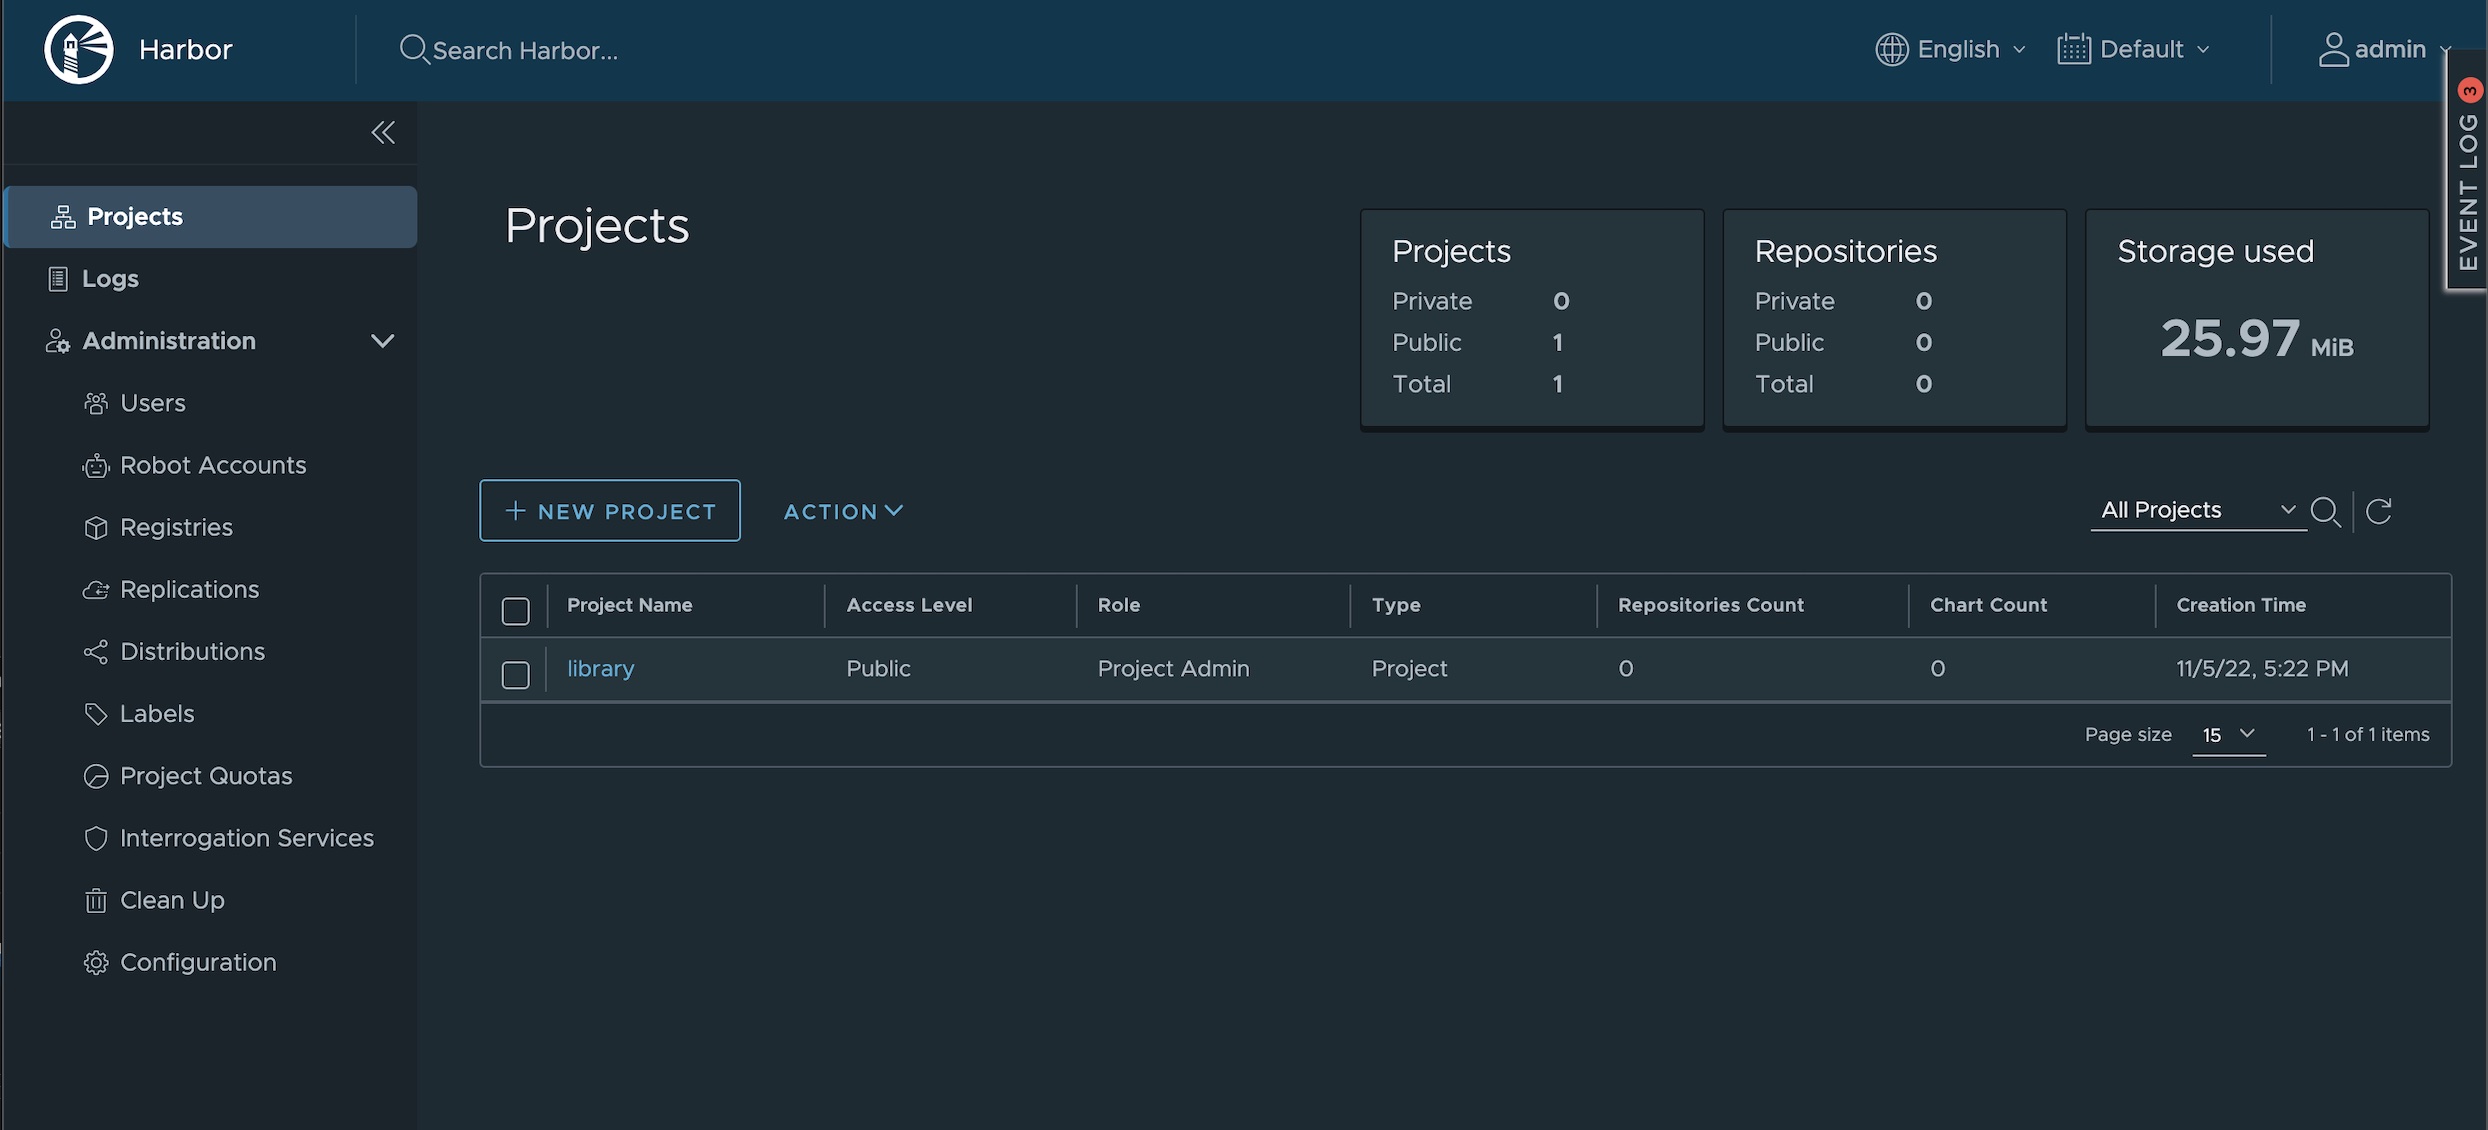 Harbor
Search Harbor...
English
Default
admin
EVENT LOG 3
Projects
Logs
Administration
Users
Robot Accounts
Registries
Replications
Distributions
Labels
Project Quotas
Interrogation Services
Clean Up
Configuration
Projects
Projects
Private 0
Public 1
Total 1
Repositories
Private 0
Public 0
Total 0
Storage used
25.97 MiB
+ NEW PROJECT
ACTION
All Projects
Project Name Access Level Role Type Repositories Count Chart Count Creation Time
library Public Project Admin Project 0 0 11/5/22, 5:22 PM
Page size 15 1 - 1 of 1 items